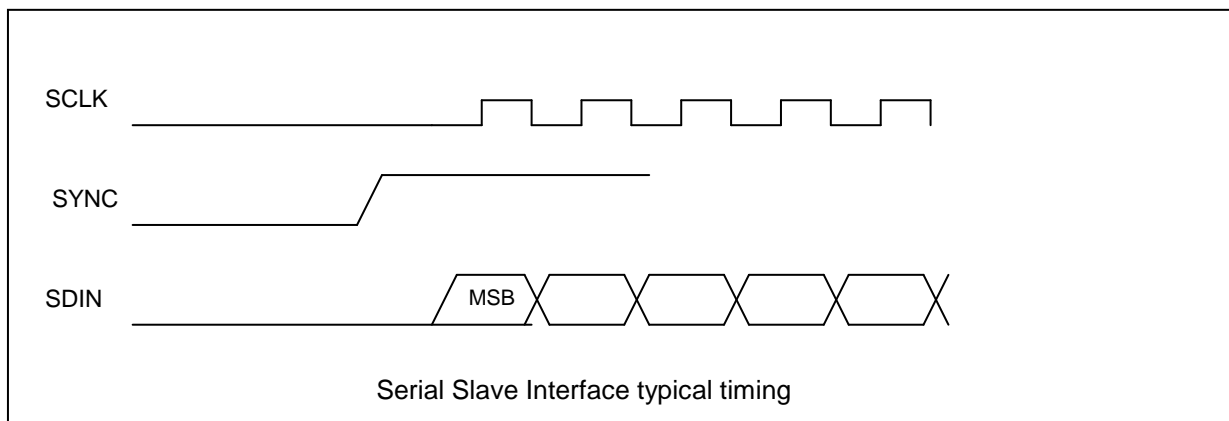 SCLK
SYNC
SDIN
MSB
Serial Slave Interface typical timing